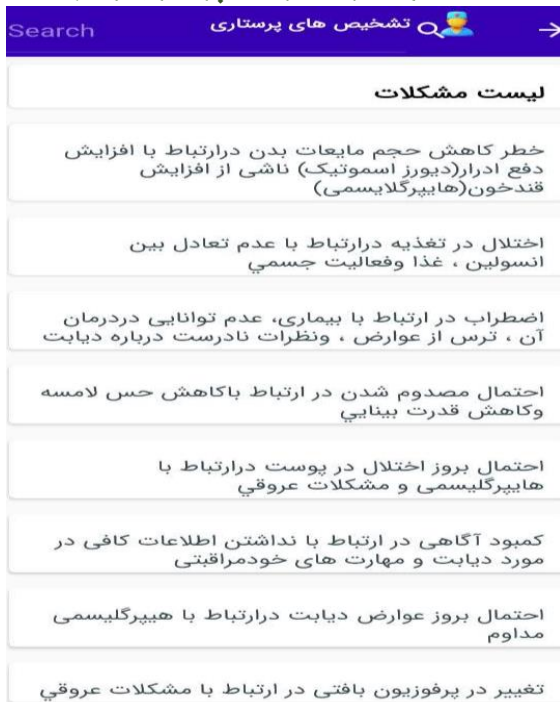 Search
تشخیص های پرستاری
لیست مشکلات
خطر کاهش حجم مایعات بدن درارتباط با افزایش
دفع ادرار(دیورز اسموتیک) ناشی از افزایش
قندخون(هایپرگلایسمی)
اختلال در تغذیه درارتباط با عدم تعادل بین
انسولین ، غذا وفعالیت جسمي
اضطراب در ارتباط با بیماری، عدم توانایی دردرمان
آن ، ترس از عوارض ، ونظرات نادرست درباره دیابت
احتمال مصدوم شدن در ارتباط باکاهش حس لامسه
وکاهش قدرت بینایي
احتمال بروز اختلال در پوست درارتباط با
هایپرگلیسمی و مشکلات عروقي
کمبود آگاهی در ارتباط با نداشتن اطلاعات کافی در
مورد دیابت و مهارت های خودمراقبتی
احتمال بروز عوارض دیابت درارتباط با هیپرگلیسمی
مداوم
تغییر در پرفوزیون بافتی در ارتباط با مشکلات عروقي